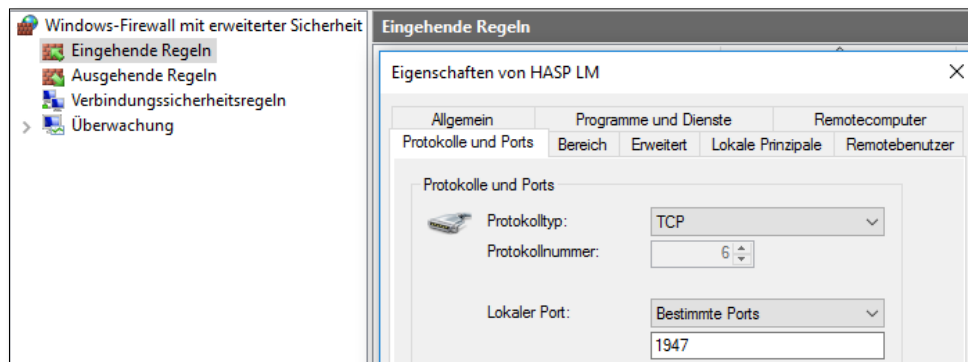 Windows-Firewall mit erweiterter Sicherheit
Eingehende Regeln
Ausgehende Regeln
Verbindungssicherheitsregeln
Überwachung
Eingehende Regeln
Eigenschaften von HASP LM
Allgemein Programme und Dienste Remotecomputer
Protokolle und Ports Bereich Erweitert Lokale Prinzipale Remotebenutzer
Protokolle und Ports
Protokolltyp: TCP
Protokollnummer: 6
Lokaler Port: Bestimmte Ports
1947